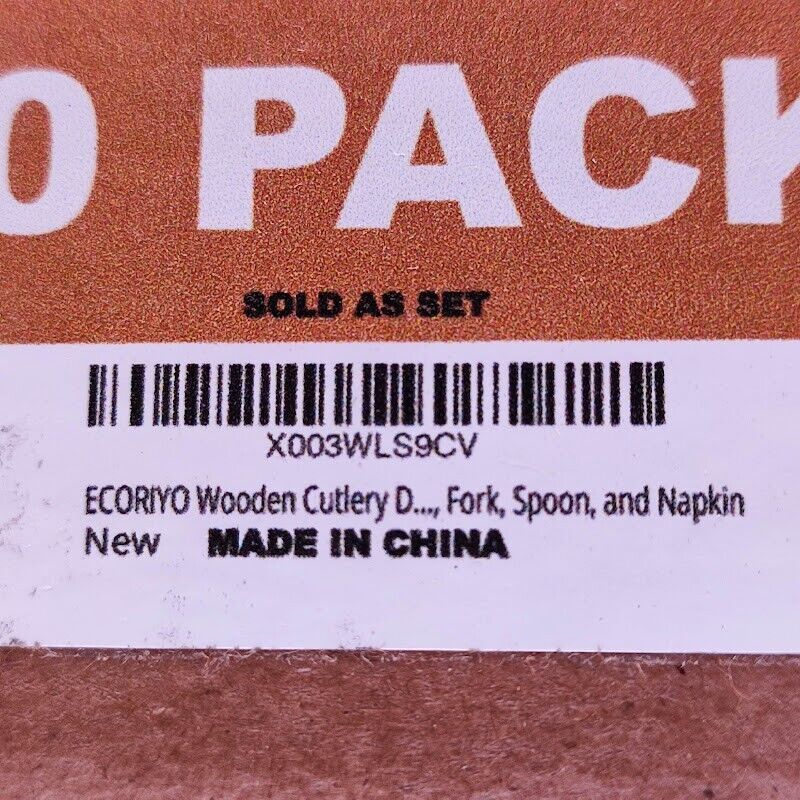 0 PACK
SOLD AS SET
X003WLS9CV
ECORIYO Wooden Cutlery D..., Fork, Spoon, and Napkin
New MADE IN CHINA